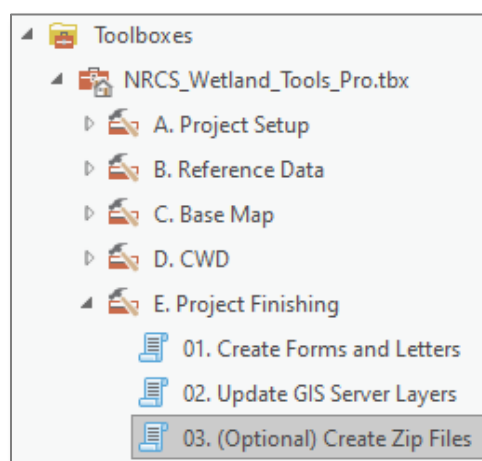 Toolboxes
NRCS_Wetland_Tools_Pro.tbx
A. Project Setup
B. Reference Data
C. Base Map
D. CWD
E. Project Finishing
01. Create Forms and Letters
02. Update GIS Server Layers
03. (Optional) Create Zip Files